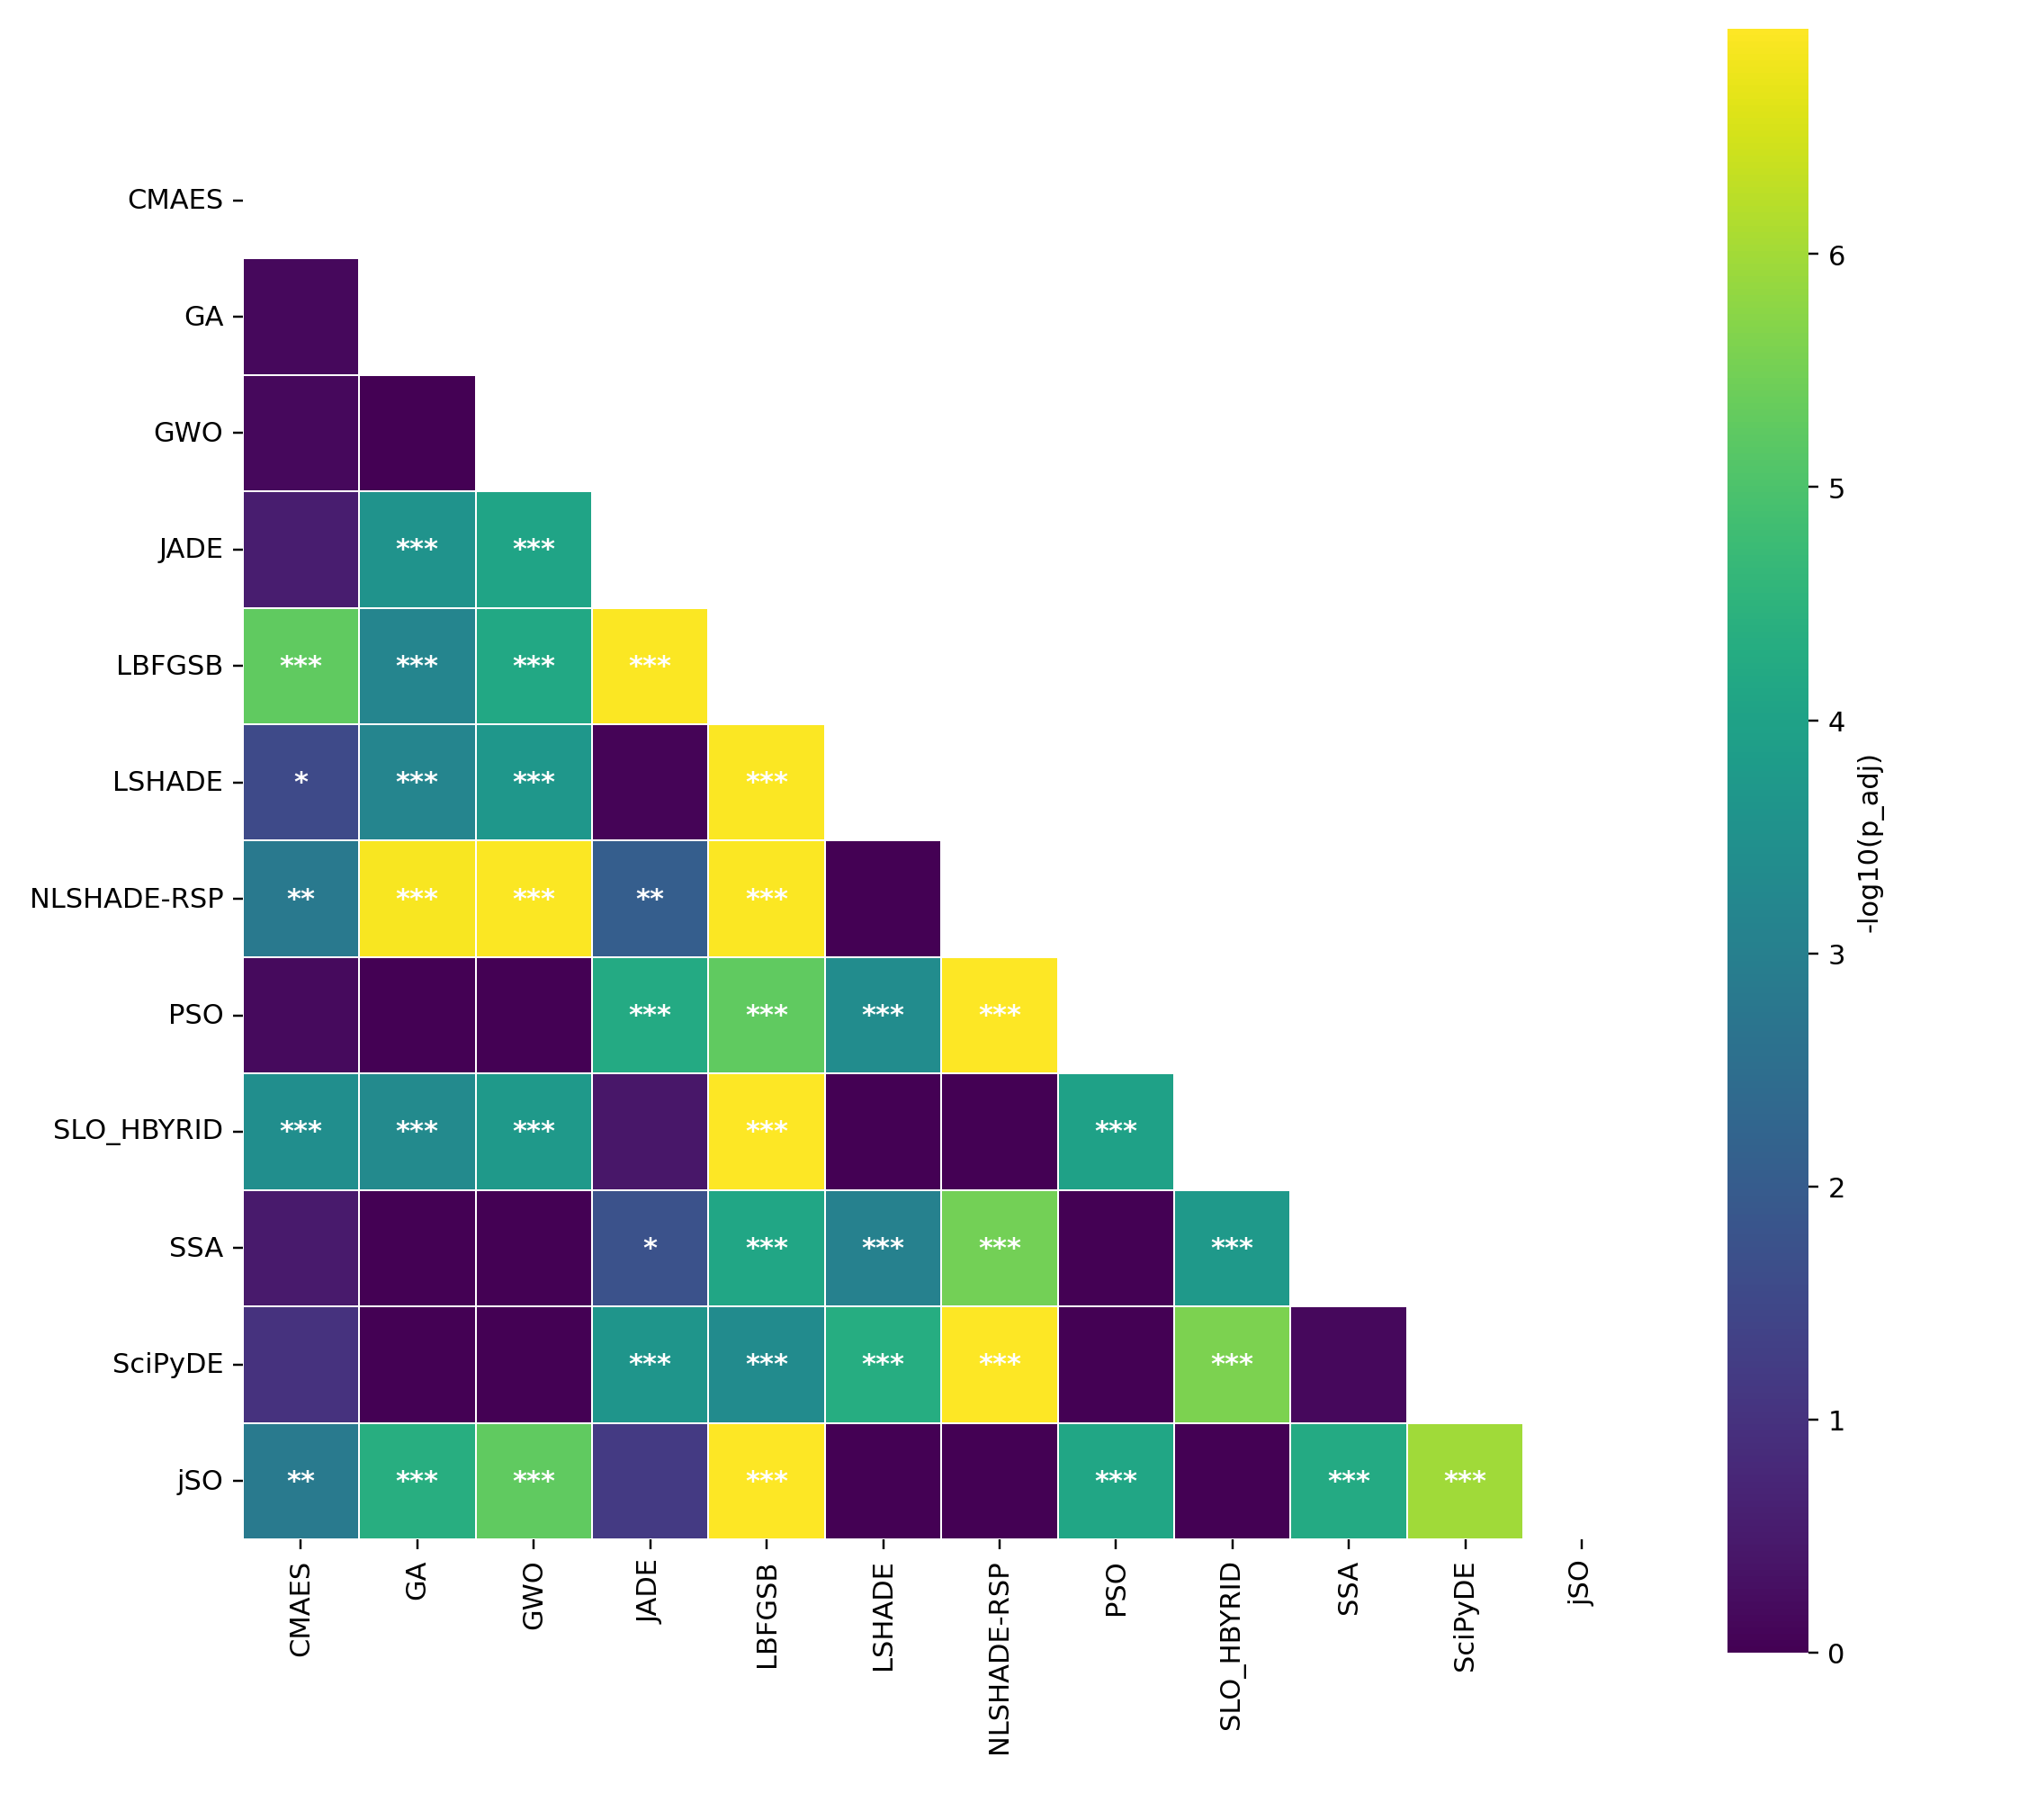 CMAES
GA
GWO
JADE *** ***
LBFGSB *** *** *** ***
LSHADE * *** *** ***
NLSHADE-RSP ** *** *** ** ***
PSO *** *** *** ***
SLO_HBYRID *** *** *** *** ***
SSA * *** *** *** ***
SciPyDE *** *** *** *** ***
jSO ** *** *** *** *** *** ***
CMAES
GA
GWO
JADE
LBFGSB
LSHADE
NLSHADE-RSP
PSO
SLO_HBYRID
SSA
SciPyDE
jSO
6
5
4
3
2
1
0
-log10(p_adj)